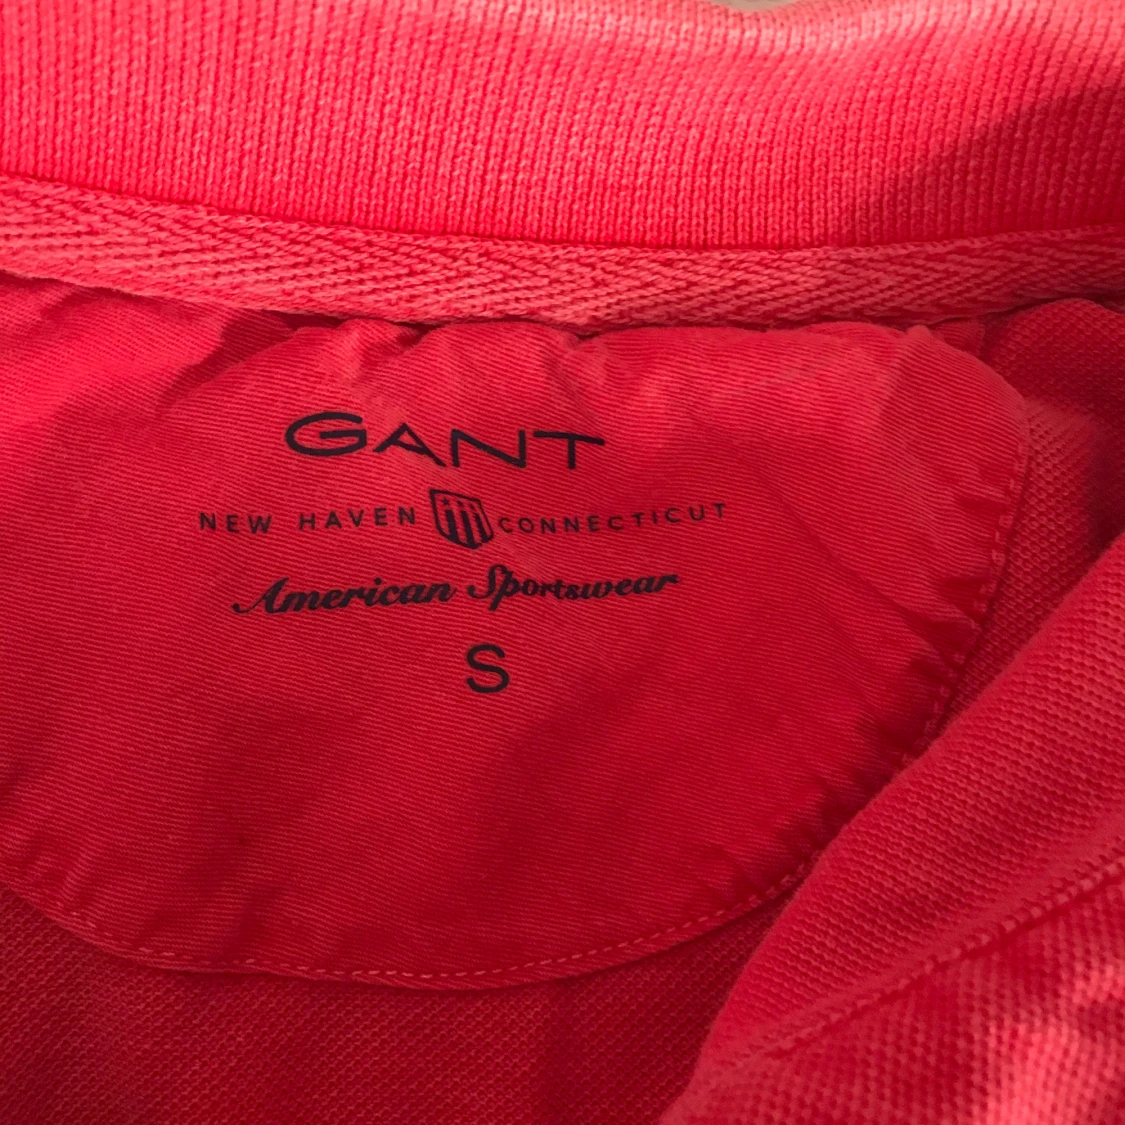 GANT
NEW HAVEN CONNECTICUT
American Sportswear
S